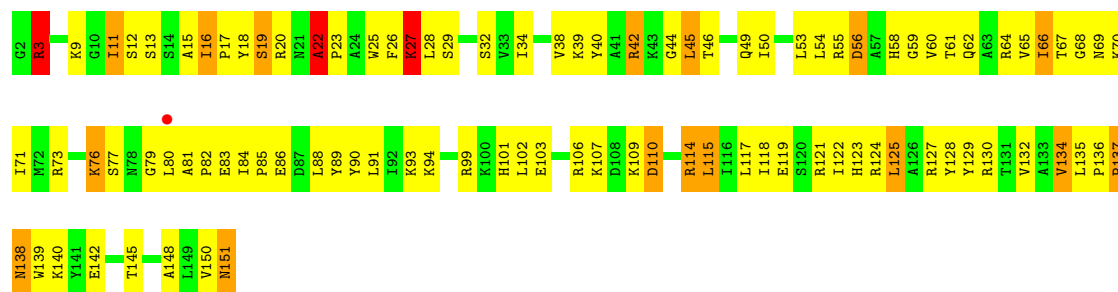 G2 R3 K9 G10 I11 S12 S13 S14 A15 I16 P17 Y18 S19 R20 N21 A22 P23 A24 W25 F26 K27 L28 S29 S32 V33 I34 V38 K39 Y40 A41 R42 K43 G44 L45 T46 Q49 I50 L53 L54 R55 D56 A57 H58 G59 V60 T61 Q62 A63 R64 V65 I66 T67 G68 N69 K70
I71 M72 R73 K76 S77 N78 G79 L80 A81 P82 E83 I84 P85 E86 D87 L88 Y89 Y90 L91 I92 K93 K94 R99 K100 H101 L102 E103 R106 K107 D108 K109 D110 R114 L115 I116 L117 I118 E119 S120 R121 I122 H123 R124 L125 A126 R127 Y128 Y129 R130 T131 V132 A133 V134 L135 P136
N138 W139 K140 Y141 E142 T145 A148 L149 V150 N151